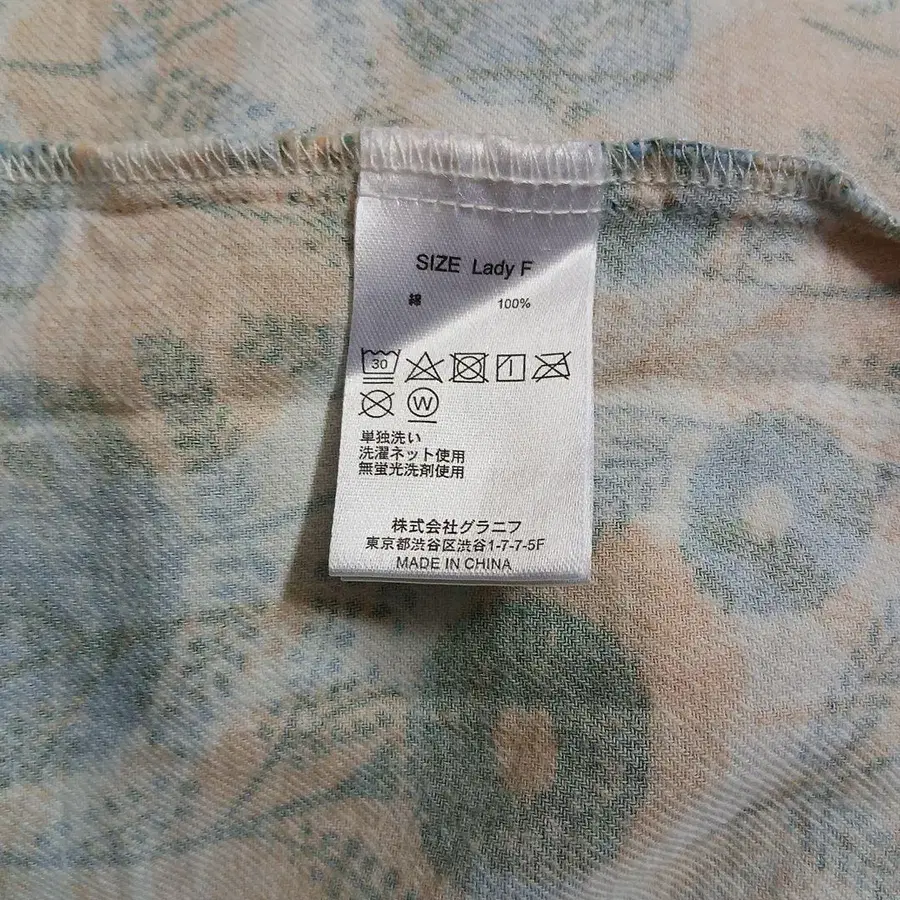 SIZE Lady F
綿 100%
30
W
単独洗い
洗濯ネット使用
無蛍光洗剤使用
株式会社グラニフ
東京都渋谷区渋谷1-7-7-5F
MADE IN CHINA